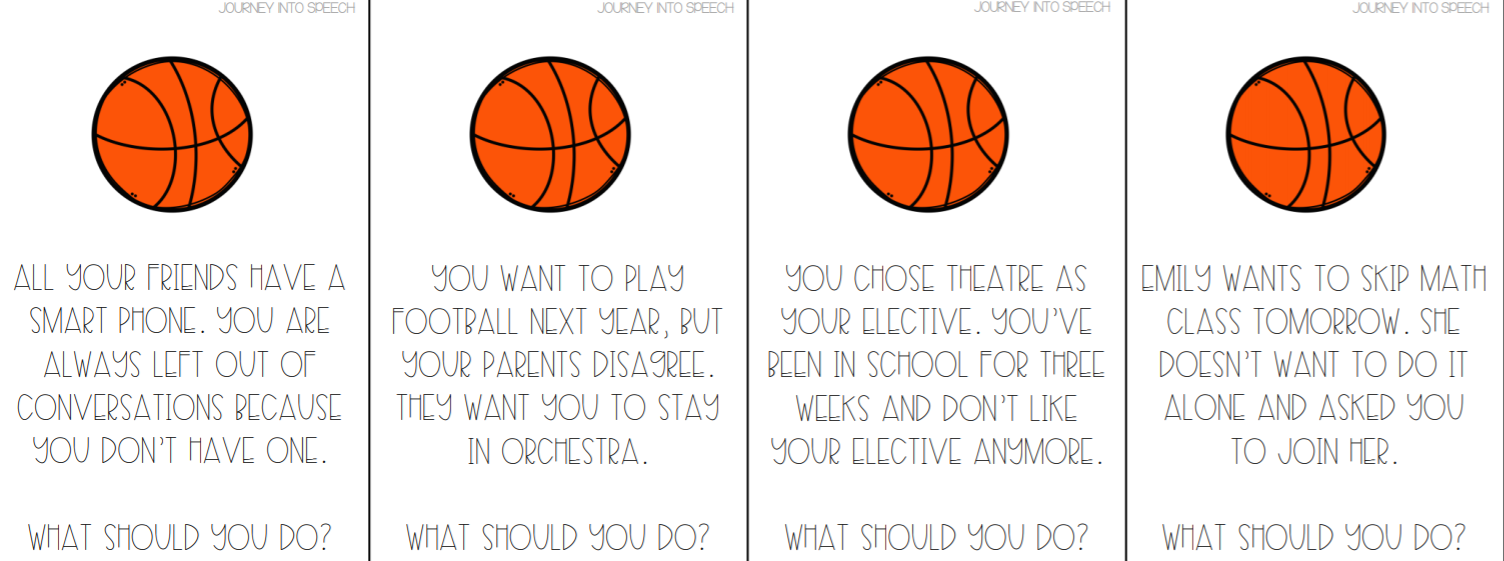 JOURNEY INTO SPEECH
ALL YOUR FRIENDS HAVE A
SMART PHONE. YOU ARE
ALWAYS LEFT OUT OF
CONVERSATIONS BECAUSE
YOU DON'T HAVE ONE.
WHAT SHOULD YOU DO?
JOURNEY INTO SPEECH
YOU WANT TO PLAY
FOOTBALL NEXT YEAR, BUT
YOUR PARENTS DISAGREE.
THEY WANT YOU TO STAY
IN ORCHESTRA.
WHAT SHOULD YOU DO?
JOURNEY INTO SPEECH
YOU CHOSE THEATRE AS
YOUR ELECTIVE. YOU'VE
BEEN IN SCHOOL FOR THREE
WEEKS AND DON'T LIKE
YOUR ELECTIVE ANYMORE.
WHAT SHOULD YOU DO?
JOURNEY INTO SPEECH
EMILY WANTS TO SKIP MATH
CLASS TOMORROW. SHE
DOESN'T WANT TO DO IT
ALONE AND ASKED YOU
TO JOIN HER.
WHAT SHOULD YOU DO?